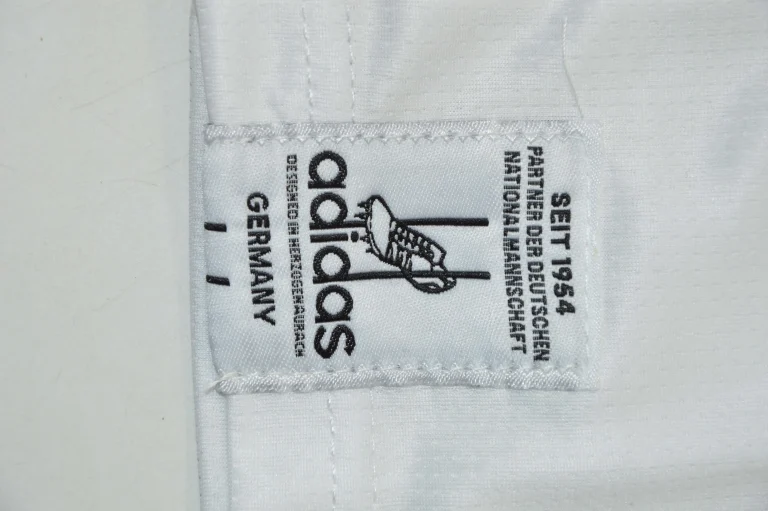 SEIT 1954
PARTNER DER DEUTSCHEN
NATIONALMANNSCHAFT
adidas
DESIGNED IN HERZOGENAURACH
GERMANY